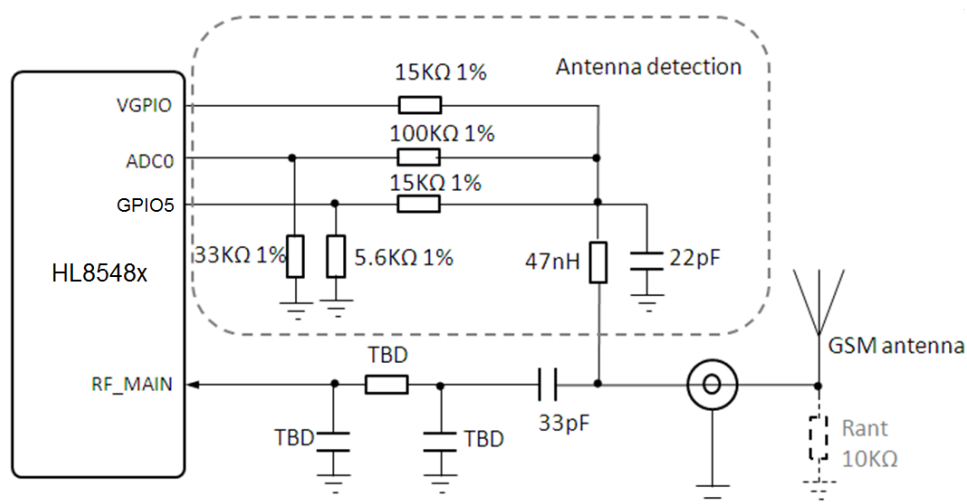 Antenna detection
15KΩ 1%
VGPIO
100KΩ 1%
ADC0
15KΩ 1%
GPIO5
33KΩ 1%
5.6KΩ 1%
47nH
22pF
HL8548x
GSM antenna
TBD
RF_MAIN
33pF
TBD
TBD
Rant
10KΩ